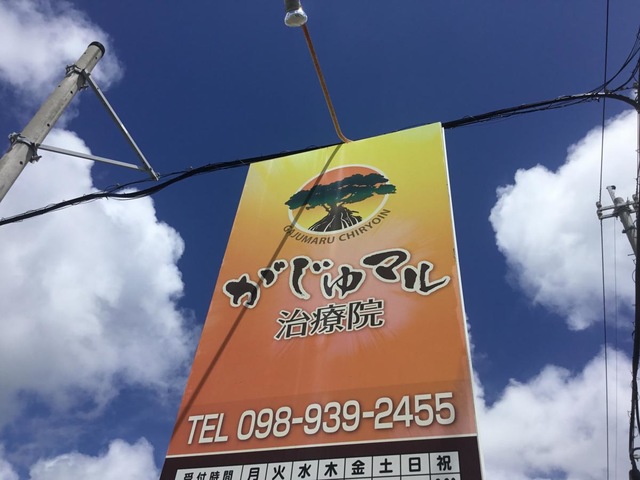 GJUMARU CHIRYOIN
がじゅマル
治療院
TEL 098-939-2455
受付時間 月 火 水 木 金 土 日 祝